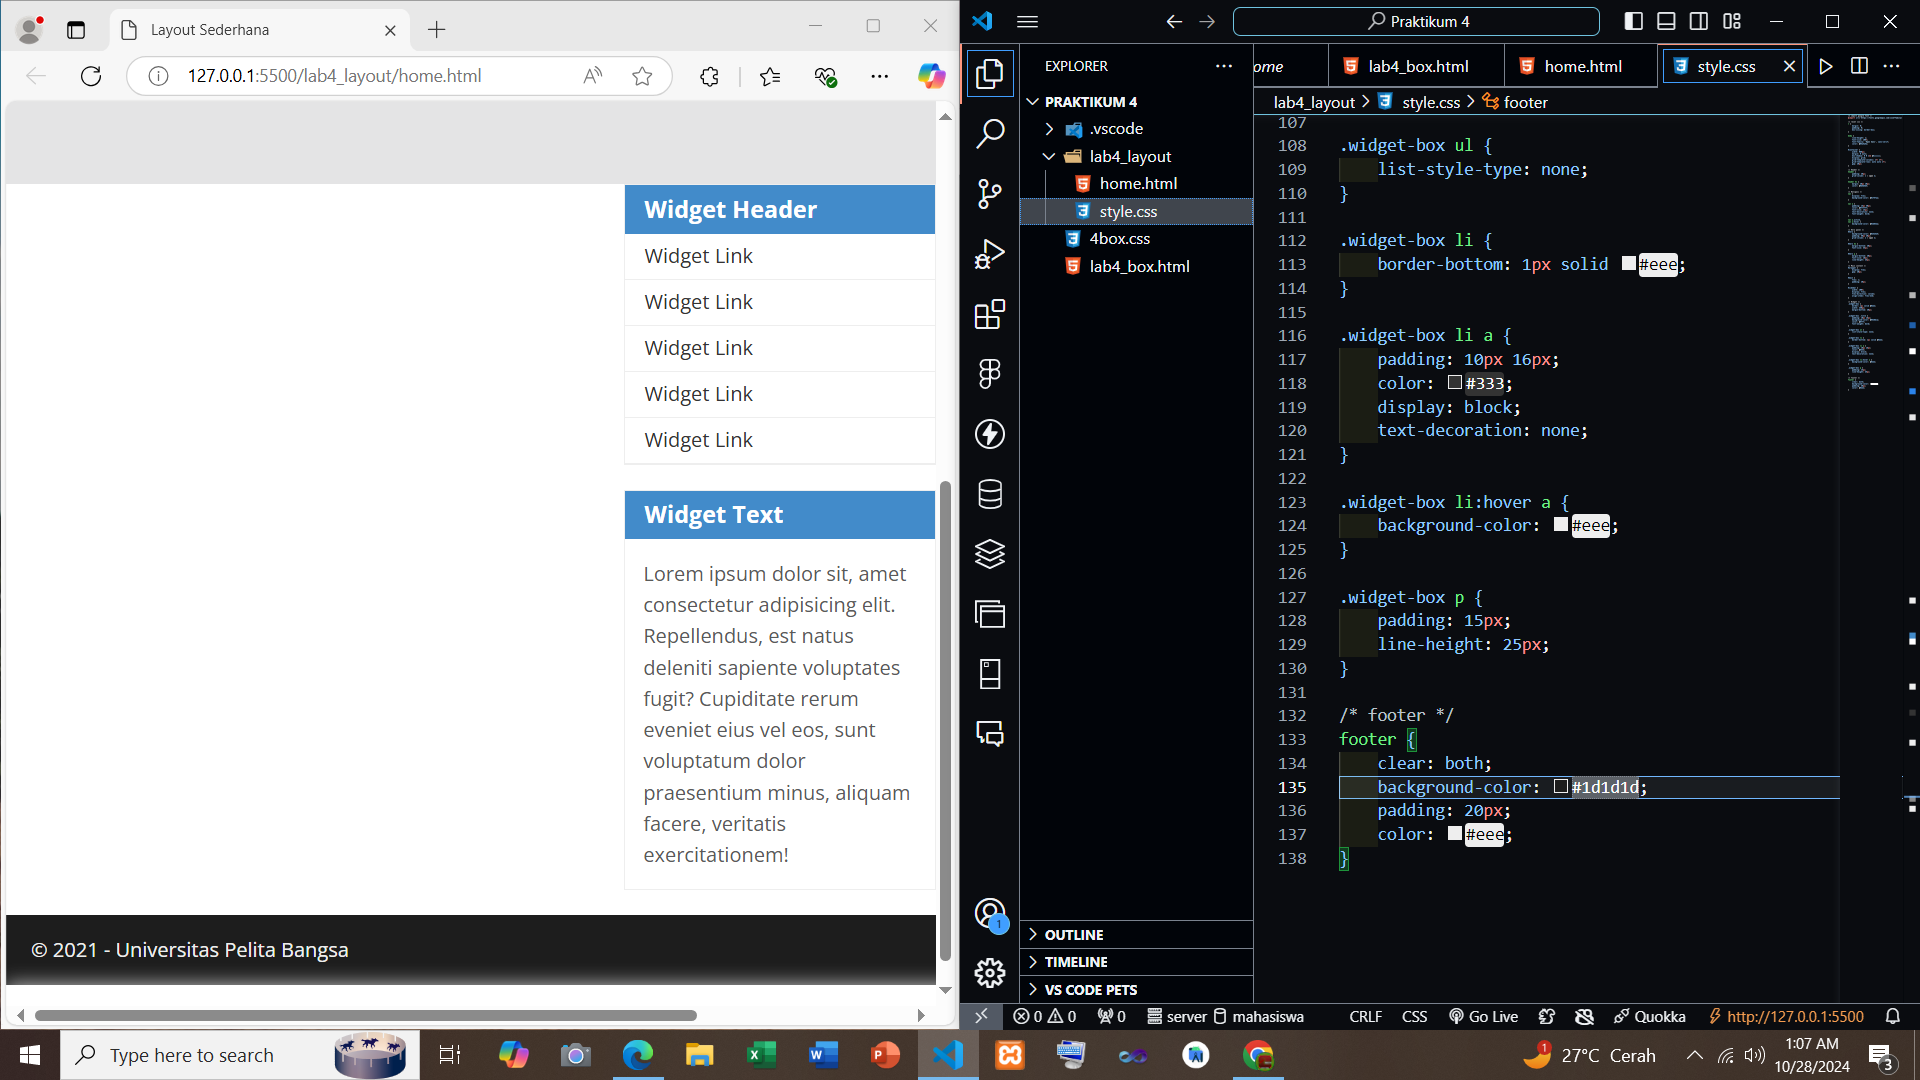 Layout Sederhana
127.0.0.1:5500/lab4_layout/home.html
Widget Header
Widget Link
Widget Link
Widget Link
Widget Link
Widget Link
Widget Text
Lorem ipsum dolor sit, amet
consectetur adipisicing elit.
Repellendus, est natus
deleniti sapiente voluptates
fugit? Cupiditate rerum
eveniet eius vel eos, sunt
voluptatum dolor
praesentium minus, aliquam
facere, veritatis
exercitationem!
© 2021 - Universitas Pelita Bangsa
Praktikum 4
EXPLORER
PRAKTIKUM 4
.vscode
lab4_layout
home.html
style.css
4box.css
lab4_box.html
OUTLINE
TIMELINE
VS CODE PETS
ome
lab4_box.html
home.html
style.css
lab4_layout > style.css > footer
107
108 .widget-box ul {
109 list-style-type: none;
110 }
111
112 .widget-box li {
113 border-bottom: 1px solid #eee;
114 }
115
116 .widget-box li a {
117 padding: 10px 16px;
118 color: #333;
119 display: block;
120 text-decoration: none;
121 }
122
123 .widget-box li:hover a {
124 background-color: #eee;
125 }
126
127 .widget-box p {
128 padding: 15px;
129 line-height: 25px;
130 }
131
132 /* footer */
133 footer {
134 clear: both;
135 background-color: #1d1d1d;
136 padding: 20px;
137 color: #eee;
138 }
1
0 0 0 server mahasiswa CRLF CSS Go Live Quokka http://127.0.0.1:5500
Type here to search
1
27°C Cerah
1:07 AM
10/28/2024
3